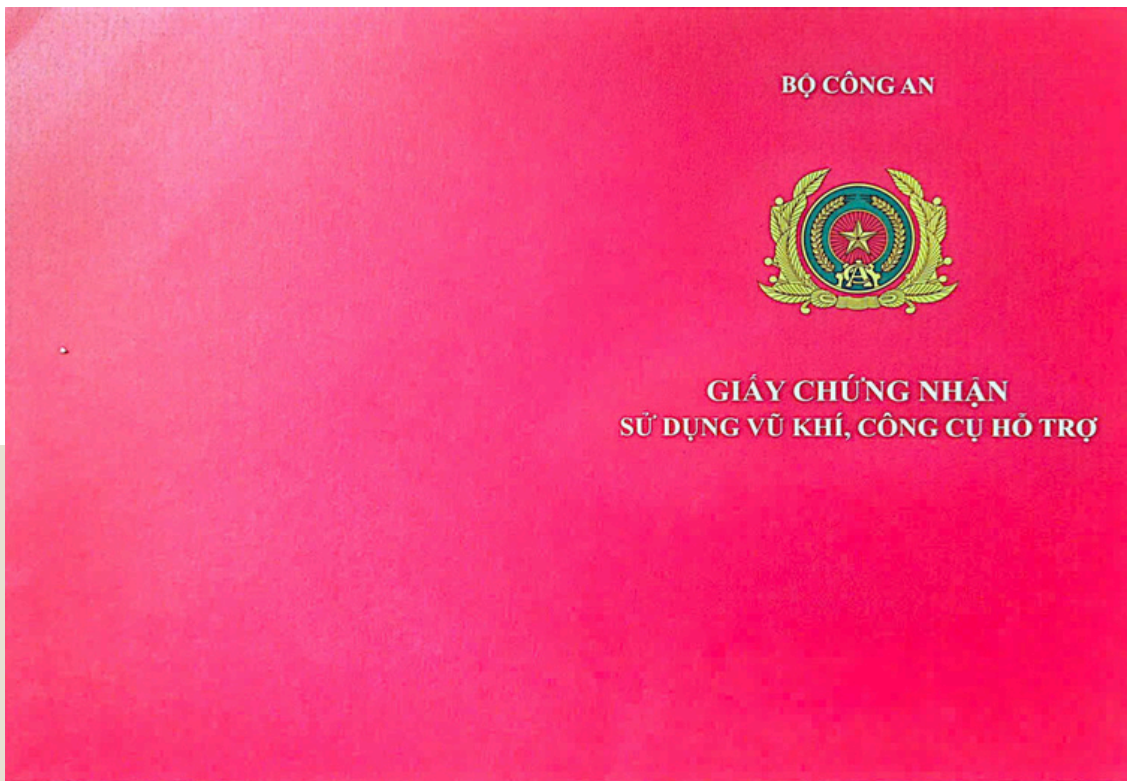 BỘ CÔNG AN
GIẤY CHỨNG NHẬN
SỬ DỤNG VŨ KHÍ, CÔNG CỤ HỖ TRỢ